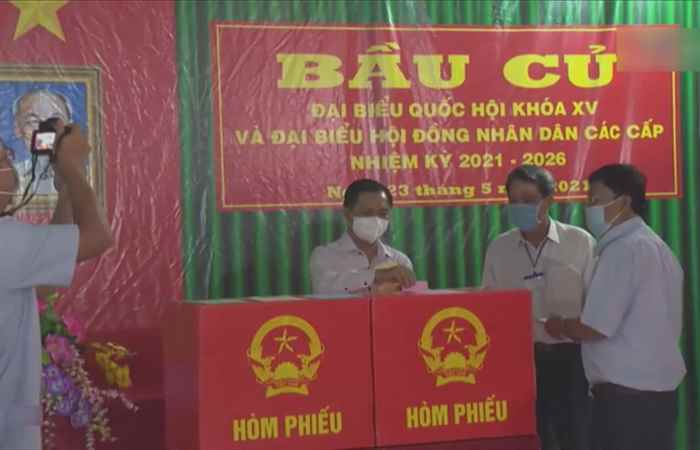 BẦU CỦ
ĐẠI BIỂU QUỐC HỘI KHÓA XV
VÀ ĐẠI BIỂU HỘI ĐỒNG NHÂN DÂN CÁC CẤP
NHIỆM KỲ 2021 - 2026
23 tháng 5
HÒM PHIẾU
HÒM PHIẾU